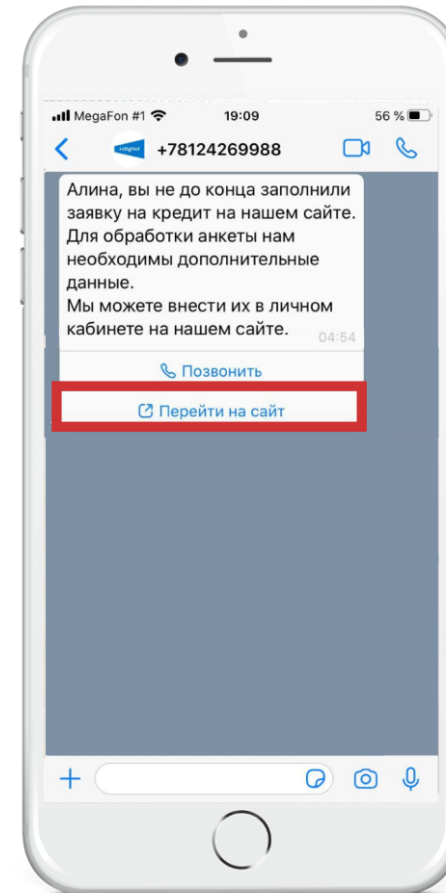 MegaFon #1 19:09 56 %
+78124269988
Алина, вы не до конца заполнили
заявку на кредит на нашем сайте.
Для обработки анкеты нам
необходимы дополнительные
данные.
Мы можете внести их в личном
кабинете на нашем сайте.
04:54
Позвонить
Перейти на сайт